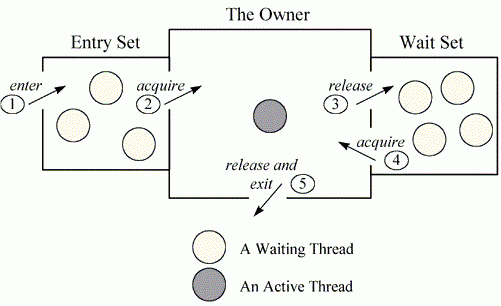 The Owner
Entry Set
Wait Set
enter
1
acquire
2
release
3
acquire
4
release and
exit
5
A Waiting Thread
An Active Thread